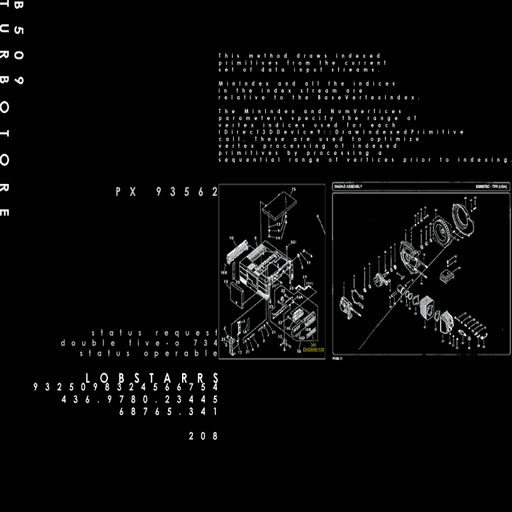 B 509
TURBOTORE
This method draws indexed
primitives from the current
set of data input streams.
MinIndex and all the indices
in the index stream are
relative to the BaseVertexIndex.
The MinIndex and NumVertices
parameters specify the range of
vertex indices used for each
IDirect3DDevice9::DrawIndexedPrimitive
call. These are used to optimize
vertex processing of indexed
primitives by processing a
sequential range of vertices prior to indexing.
PX 93562
ENGINE ASSEMBLY
status request
double five-o 734
status operable
LOBSTARRS
93250983245667 54
436.9780.23445
68765.341
208